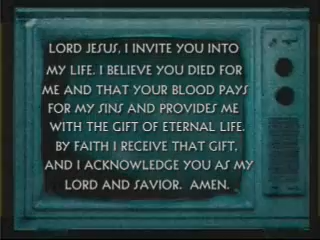 LORD JESUS, I INVITE YOU INTO
MY LIFE. I BELIEVE YOU DIED FOR
ME AND THAT YOUR BLOOD PAYS
FOR MY SINS AND PROVIDES ME
WITH THE GIFT OF ETERNAL LIFE.
BY FAITH I RECEIVE THAT GIFT,
AND I ACKNOWLEDGE YOU AS MY
LORD AND SAVIOR. AMEN.